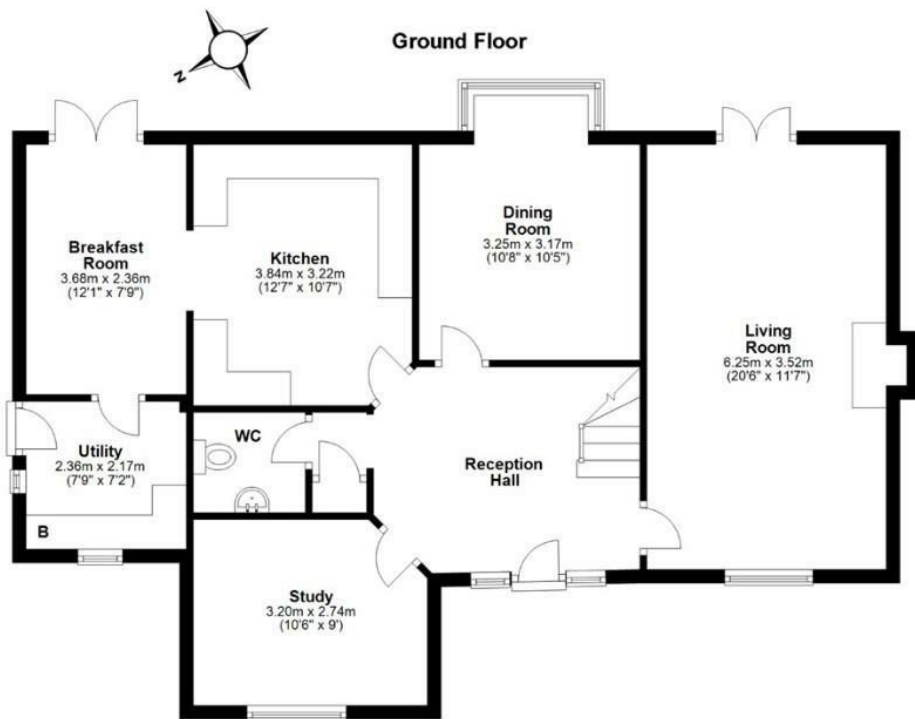 Ground Floor
N
Breakfast
Room
3.68m x 2.36m
(12'1" x 7'9")
Kitchen
3.84m x 3.22m
(12'7" x 10'7")
Dining
Room
3.25m x 3.17m
(10'8" x 10'5")
Living
Room
6.25m x 3.52m
(20'6" x 11'7")
Utility
2.36m x 2.17m
(7'9" x 7'2")
B
WC
Reception
Hall
Study
3.20m x 2.74m
(10'6" x 9')